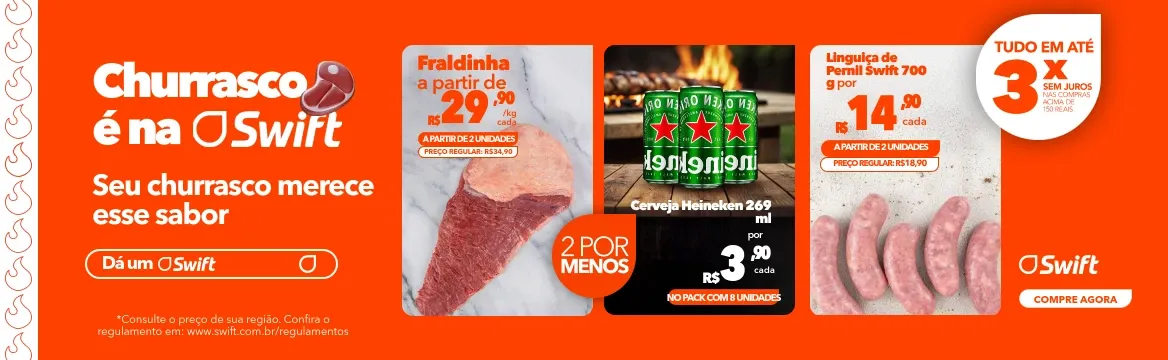 Churrasco
é na Swift
Seu churrasco merece
esse sabor
Dá um Swift
*Consulte o preço de sua região. Confira o
regulamento em: www.swift.com.br/regulamentos
Fraldinha
a partir de
R$29,90
/kg
cada
A PARTIR DE 2 UNIDADES
PREÇO REGULAR: R$34,90
2 POR
MENOS
Cerveja Heineken 269
ml
por
R$3,90
cada
NO PACK COM 8 UNIDADES
Linguiça de
Pernil Swift 700
g por
R$14,90
cada
A PARTIR DE 2 UNIDADES
PREÇO REGULAR: R$18,90
TUDO EM ATÉ
3X
SEM JUROS
NAS COMPRAS
ACIMA DE
150 REAIS
Swift
COMPRE AGORA